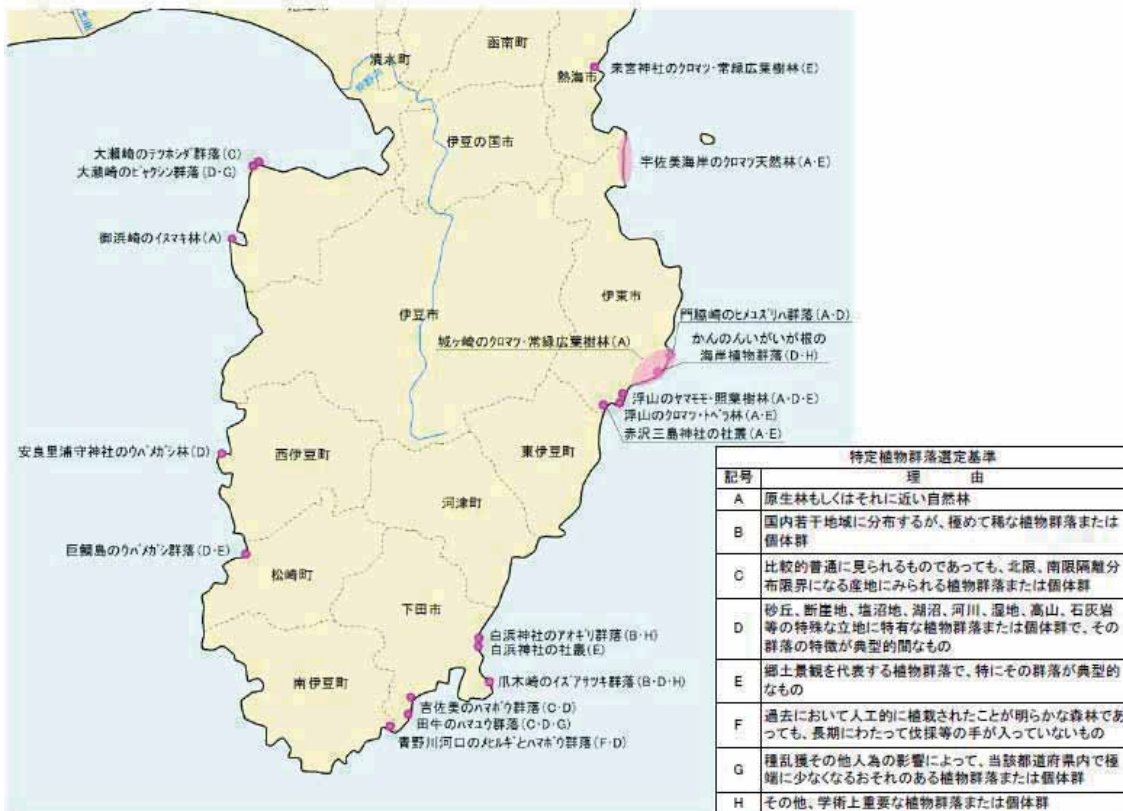 函南町
清水町
熱海市
来宮神社のクロマツ・常緑広葉樹林(E)
伊豆の国市
大瀬崎のテツホシダ群落(C)
大瀬崎のビャクシン群落(D・G)
宇佐美海岸のクロマツ天然林(A・E)
御浜崎のイヌマキ林(A)
伊東市
伊豆市
門脇崎のヒメユズリハ群落(A・D)
城ヶ崎のクロマツ・常緑広葉樹林(A)
かんのんいがいが根の
海岸植物群落(D・H)
浮山のヤマモモ・照葉樹林(A・D・E)
浮山のクロマツ・トベラ林(A・E)
赤沢三島神社の社叢(A・E)
安良里浦守神社のウバメガシ林(D)
西伊豆町
東伊豆町
河津町
巨鯛島のウバメガシ群落(D・E)
松崎町
下田市
白浜神社のアオギリ群落(B・H)
白浜神社の社叢(E)
南伊豆町
爪木崎のイズアサツキ群落(B・D・H)
吉佐美のハマボウ群落(C・D)
田牛のハマユウ群落(C・D・G)
青野川河口のメヒルギとハマボウ群落(F・D)
特定植物群落選定基準
記号 理 由
A 原生林もしくはそれに近い自然林
B 国内若干地域に分布するが、極めて稀な植物群落または
個体群
C 比較的普通に見られるものであっても、北限、南限隔離分
布限界になる産地にみられる植物群落または個体群
D 砂丘、断崖地、塩沼地、湖沼、河川、湿地、高山、石灰岩
等の特殊な立地に特有な植物群落または個体群で、その
群落の特徴が典型的間なもの
E 郷土景観を代表する植物群落で、特にその群落が典型的
なもの
F 過去において人工的に植栽されたことが明らかな森林であ
っても、長期にわたって伐採等の手が入っていないもの
G 種乱獲その他人為の影響によって、当該都道府県内で極
端に少なくなるおそれのある植物群落または個体群
H その他、学術上重要な植物群落または個体群